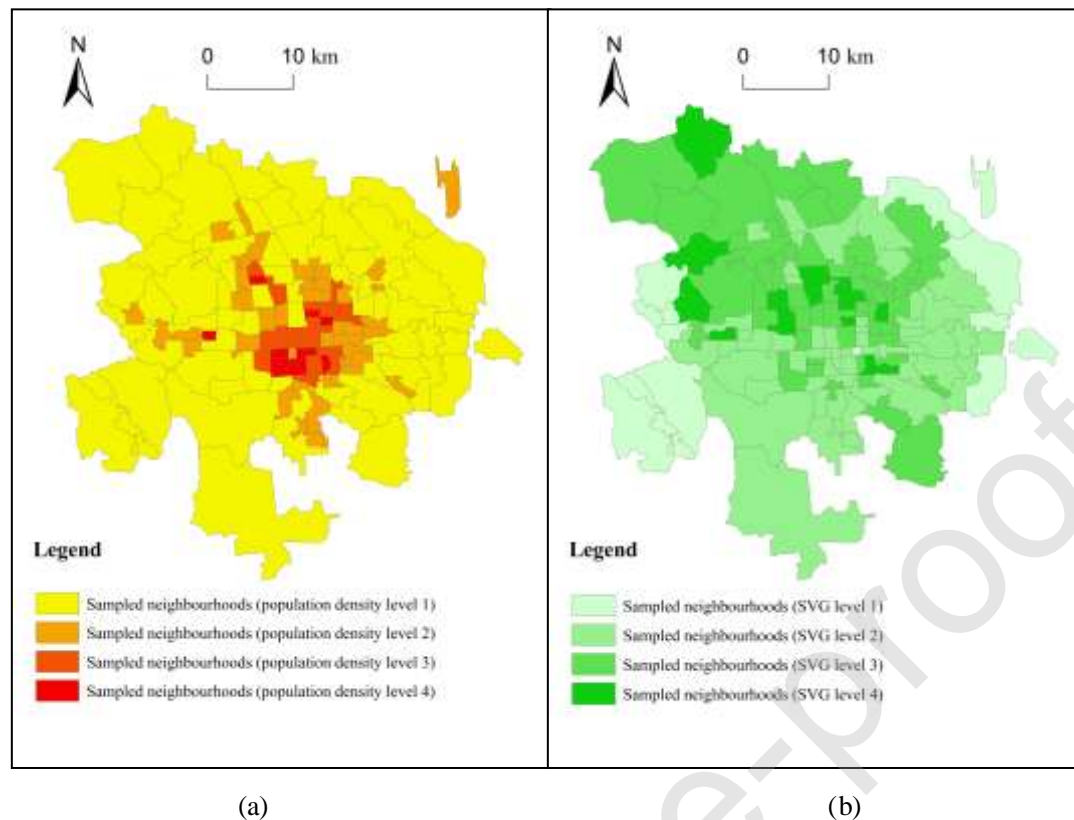 N
0 10 km
Legend
Sampled neighbourhoods (population density level 1)
Sampled neighbourhoods (population density level 2)
Sampled neighbourhoods (population density level 3)
Sampled neighbourhoods (population density level 4)
(a)
N
0 10 km
Legend
Sampled neighbourhoods (SVG level 1)
Sampled neighbourhoods (SVG level 2)
Sampled neighbourhoods (SVG level 3)
Sampled neighbourhoods (SVG level 4)
(b)
e-proof